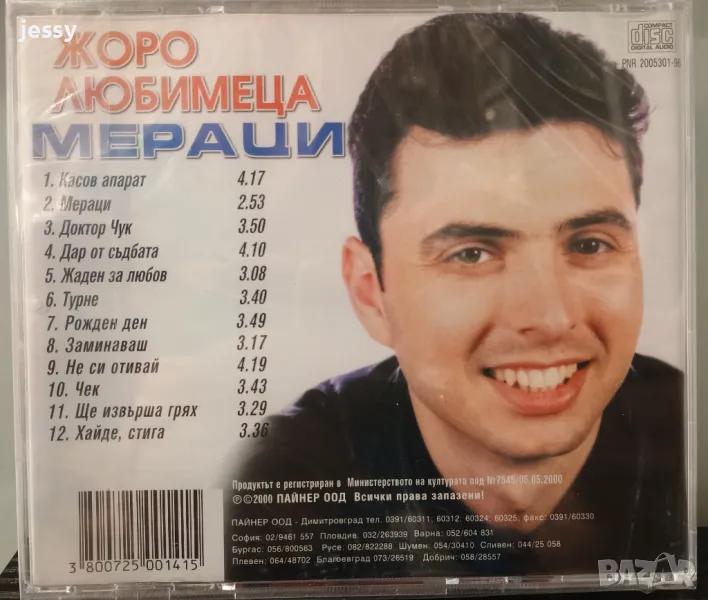 jessy
ЖОРО
ЛЮБИМЕЦА
МЕРАЦИ
COMPACT
disc
DIGITAL AUDIO
PNR 2005301-96
1. Касов апарат 4.17
2. Мераци 2.53
3. Доктор Чук 3.50
4. Дар от съдбата 4.10
5. Жаден за любов 3.08
6. Турне 3.40
7. Рожден ден 3.49
8. Заминаваш 3.17
9. Не си отивай 4.19
10. Чек 3.43
11. Ще извърша грях 3.29
12. Хайде, стига 3.36
Продуктът е регистриран в Министерството на културата под №7545/05.05.2000
℗©2000 ПАЙНЕР ООД Всички права запазени!
ПАЙНЕР ООД - Димитровград тел. 0391/60311; 60312; 60324; 60325; факс: 0391/60330
София: 02/9461 557 Пловдив: 032/263939 Варна: 052/604 831
Бургас: 056/800563 Русе: 082/822288 Шумен: 054/30410 Сливен: 044/25 058
Плевен: 064/48702 Благоевград 073/26519 Добрич: 058/28557
3 800725 001415
BAZAR